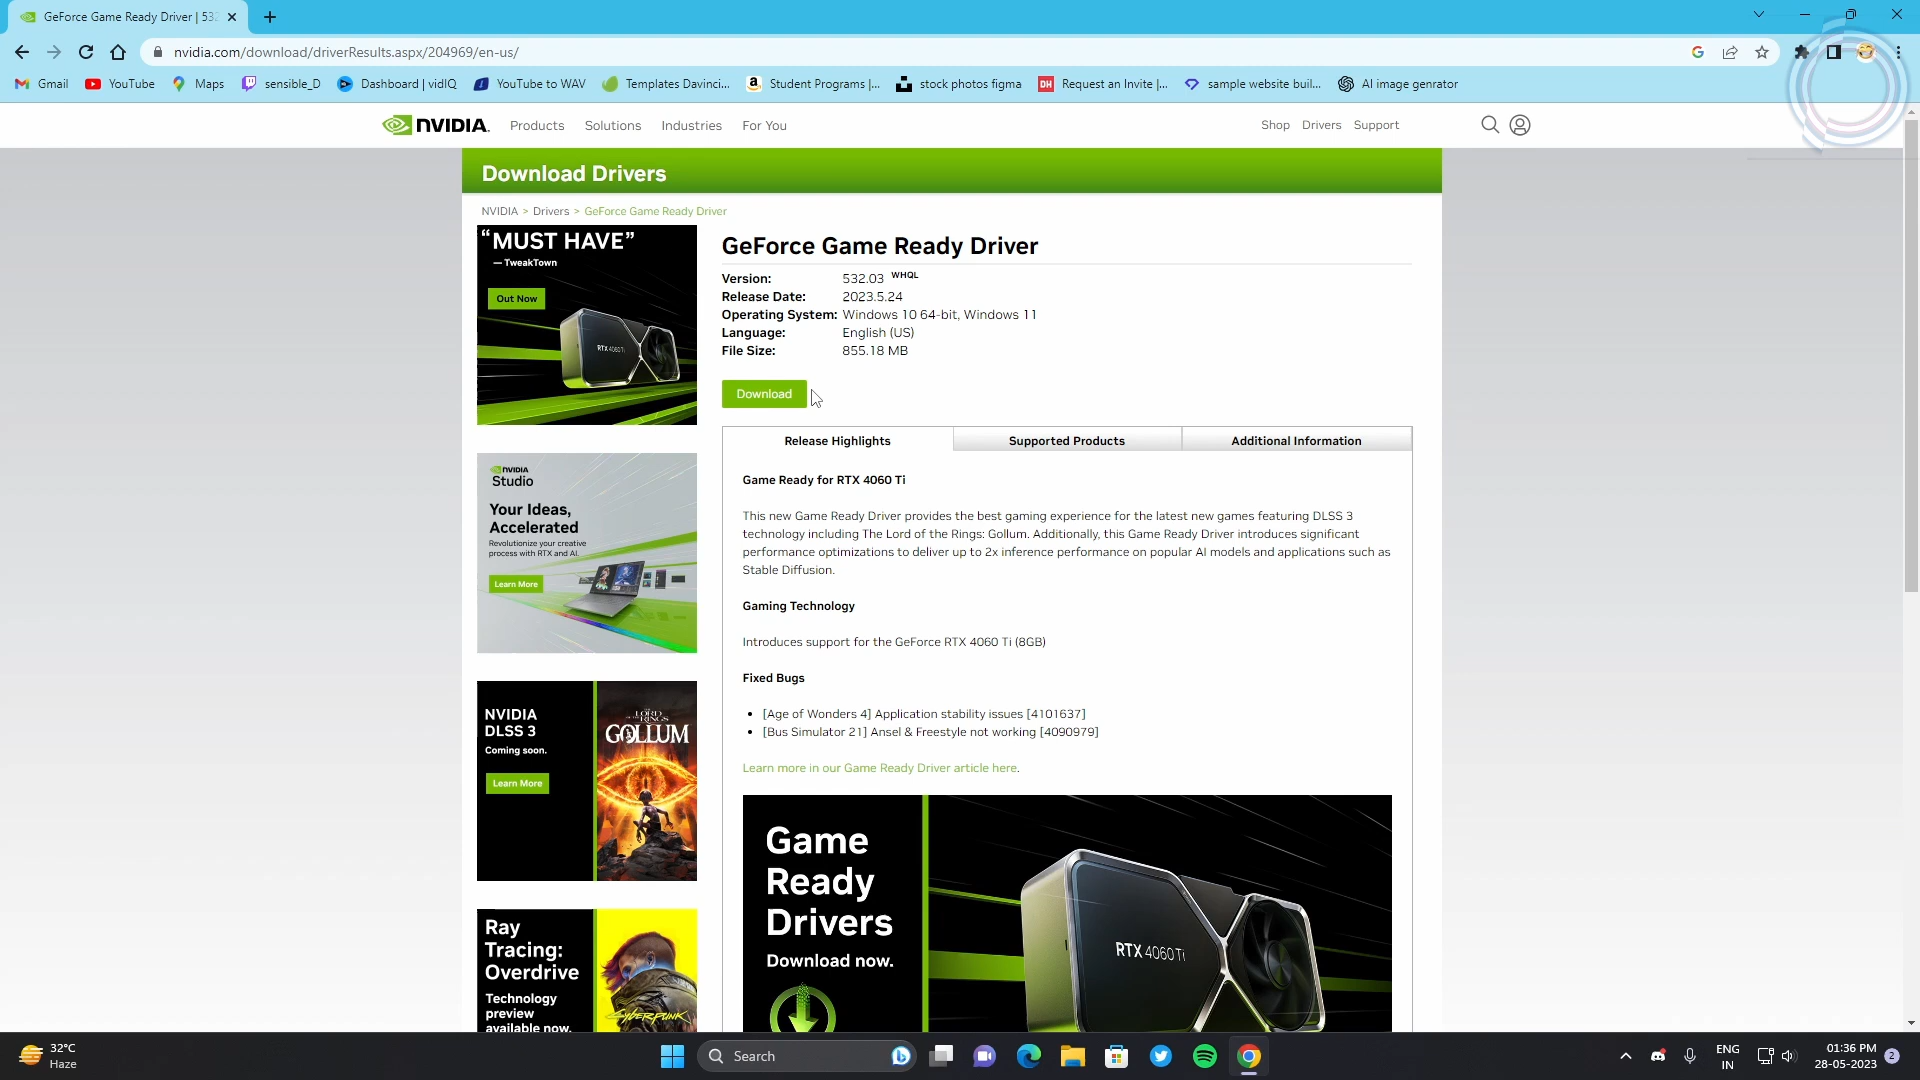 GeForce Game Ready Driver | 532
nvidia.com/download/driverResults.aspx/204969/en-us/
Gmail YouTube Maps sensible_D Dashboard | vidIQ YouTube to WAV Templates Davinci... Student Programs |... stock photos figma Request an Invite |... sample website buil... AI image genrator
NVIDIA. Products Solutions Industries For You Shop Drivers Support
Download Drivers
NVIDIA > Drivers > GeForce Game Ready Driver
“MUST HAVE”
— TweakTown
Out Now
RTX 4060 Ti
GeForce Game Ready Driver
Version: 532.03 WHQL
Release Date: 2023.5.24
Operating System: Windows 10 64-bit, Windows 11
Language: English (US)
File Size: 855.18 MB
Download
Release Highlights Supported Products Additional Information
Game Ready for RTX 4060 Ti
This new Game Ready Driver provides the best gaming experience for the latest new games featuring DLSS 3
technology including The Lord of the Rings: Gollum. Additionally, this Game Ready Driver introduces significant
performance optimizations to deliver up to 2x inference performance on popular AI models and applications such as
Stable Diffusion.
Gaming Technology
Introduces support for the GeForce RTX 4060 Ti (8GB)
Fixed Bugs
• [Age of Wonders 4] Application stability issues [4101637]
• [Bus Simulator 21] Ansel & Freestyle not working [4090979]
Learn more in our Game Ready Driver article here.
Game
Ready
Drivers
Download now.
RTX 4060 Ti
NVIDIA
Studio
Your Ideas,
Accelerated
Revolutionize your creative
process with RTX and AI.
Learn More
NVIDIA
DLSS 3
Coming soon.
Learn More
THE LORD
OF THE RINGS
GOLLUM
Ray
Tracing:
Overdrive
Technology
preview
available now.
CYBERPUNK
32°C
Haze
Search
ENG
IN
01:36 PM
28-05-2023
2